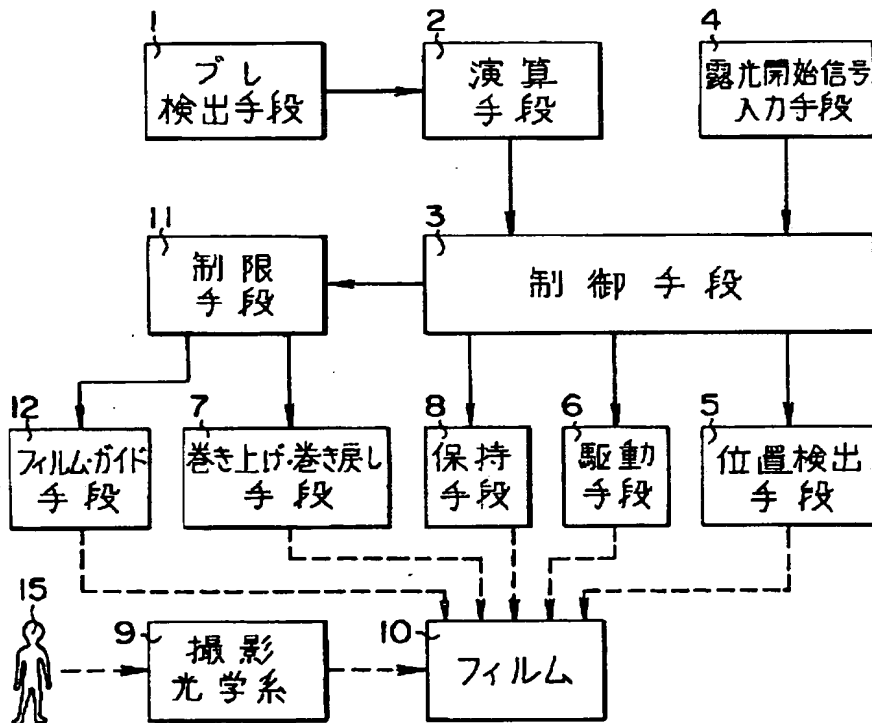 1
ブレ
検出手段
2
演算
手段
4
露光開始信号
入力手段
11
制限
手段
3
制御手段
12
フィルム・ガイド
手段
7
巻き上げ・巻き戻し
手段
8
保持
手段
6
駆動
手段
5
位置検出
手段
15
9
撮影
光学系
10
フィルム